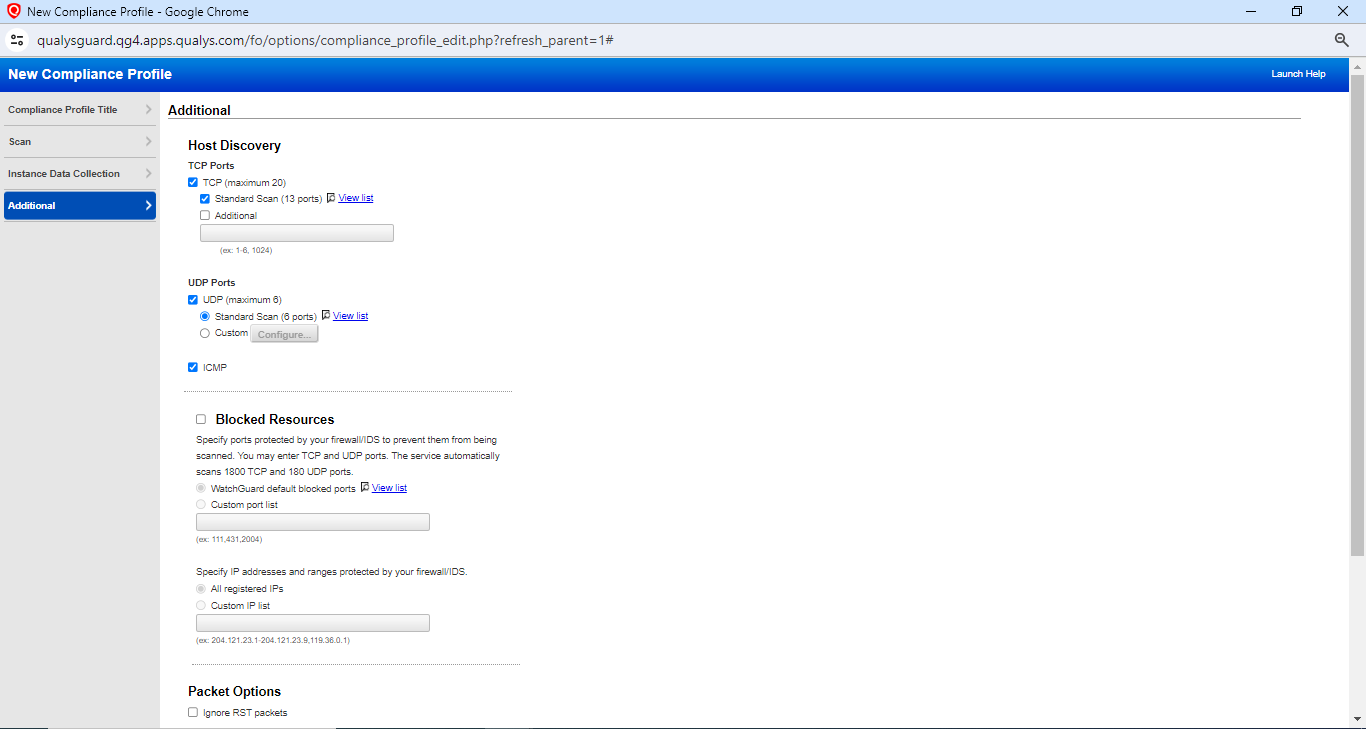 New Compliance Profile - Google Chrome
qualysguard.qg4.apps.qualys.com/fo/options/compliance_profile_edit.php?refresh_parent=1#
New Compliance Profile
Launch Help
Compliance Profile Title
Scan
Instance Data Collection
Additional
Additional
Host Discovery
TCP Ports
TCP (maximum 20)
Standard Scan (13 ports) View list
Additional
(ex: 1-6, 1024)
UDP Ports
UDP (maximum 6)
Standard Scan (6 ports) View list
Custom Configure...
ICMP
Blocked Resources
Specify ports protected by your firewall/IDS to prevent them from being
scanned. You may enter TCP and UDP ports. The service automatically
scans 1800 TCP and 180 UDP ports.
WatchGuard default blocked ports View list
Custom port list
(ex: 111,431,2004)
Specify IP addresses and ranges protected by your firewall/IDS.
All registered IPs
Custom IP list
(ex: 204.121.23.1-204.121.23.9,119.36.0.1)
Packet Options
Ignore RST packets